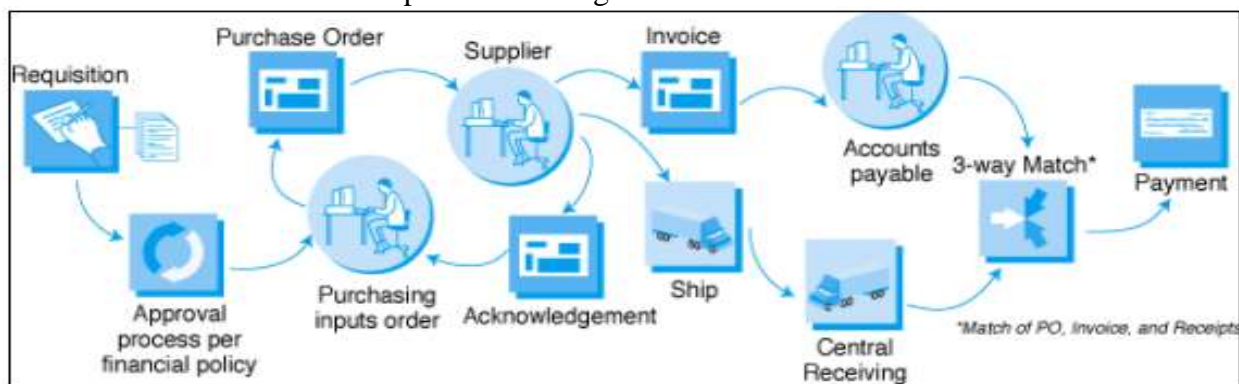 Requisition
Purchase Order
Supplier
Invoice
Accounts
payable
3-way Match*
Payment
Approval
process per
financial policy
Purchasing
inputs order
Acknowledgement
Ship
Central
Receiving
*Match of PO, Invoice, and Receipts